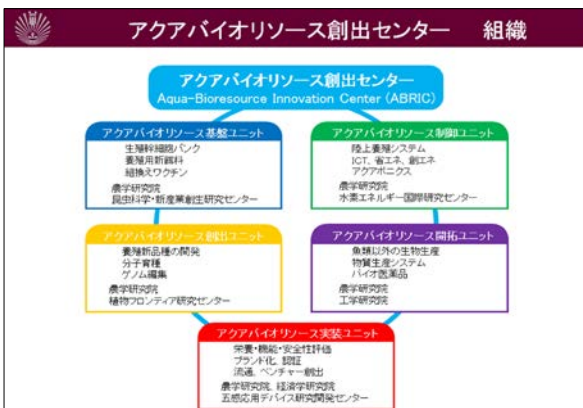 アクアバイオリソース創出センター 組織
アクアバイオリソース創出センター
Aqua-Bioresource Innovation Center (ABRIC)
アクアバイオリソース基盤ユニット
生殖幹細胞バンク
養殖用新飼料
組換えワクチン
農学研究院
昆虫科学・新産業創生研究センター
アクアバイオリソース制御ユニット
陸上養殖システム
ICT、省エネ、創エネ
アクアポニクス
農学研究院
水素エネルギー国際研究センター
アクアバイオリソース創出ユニット
養殖新品種の開発
分子育種
ゲノム編集
農学研究院
植物フロンティア研究センター
アクアバイオリソース開拓ユニット
魚類以外の生物生産
物質生産システム
バイオ医薬品
農学研究院
工学研究院
アクアバイオリソース実装ユニット
栄養・機能・安全性評価
ブランド化、認証
流通、ベンチャー創出
農学研究院、経済学研究院
五感応用デバイス研究開発センター